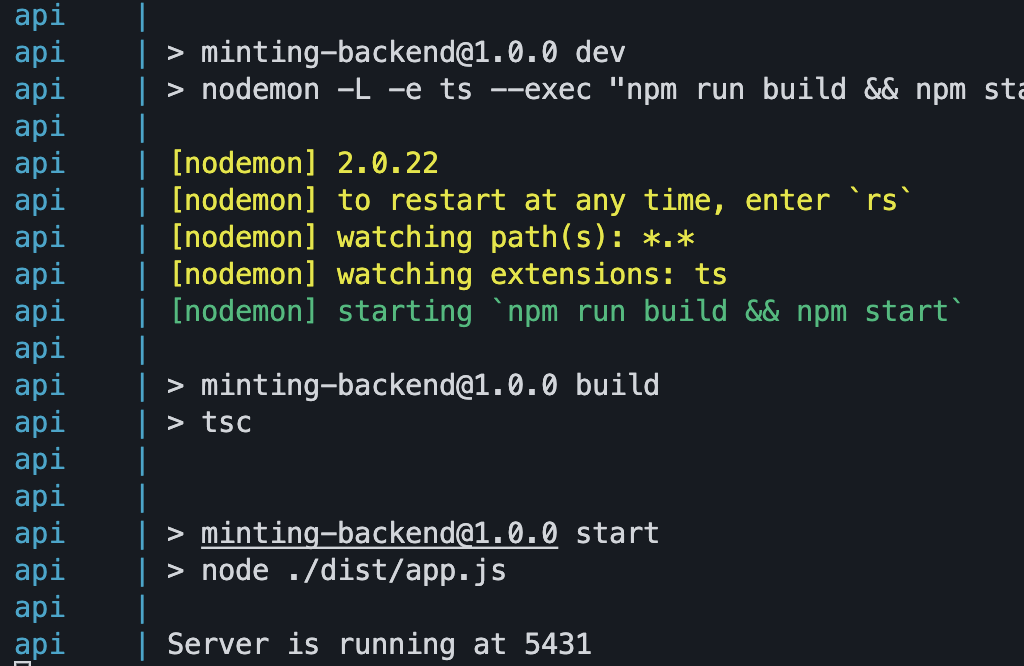 api |
api | > minting-backend@1.0.0 dev
api | > nodemon -L -e ts --exec "npm run build && npm sta
api |
api | [nodemon] 2.0.22
api | [nodemon] to restart at any time, enter `rs`
api | [nodemon] watching path(s): *.*
api | [nodemon] watching extensions: ts
api | [nodemon] starting `npm run build && npm start`
api |
api | > minting-backend@1.0.0 build
api | > tsc
api |
api |
api | > minting-backend@1.0.0 start
api | > node ./dist/app.js
api |
api | Server is running at 5431